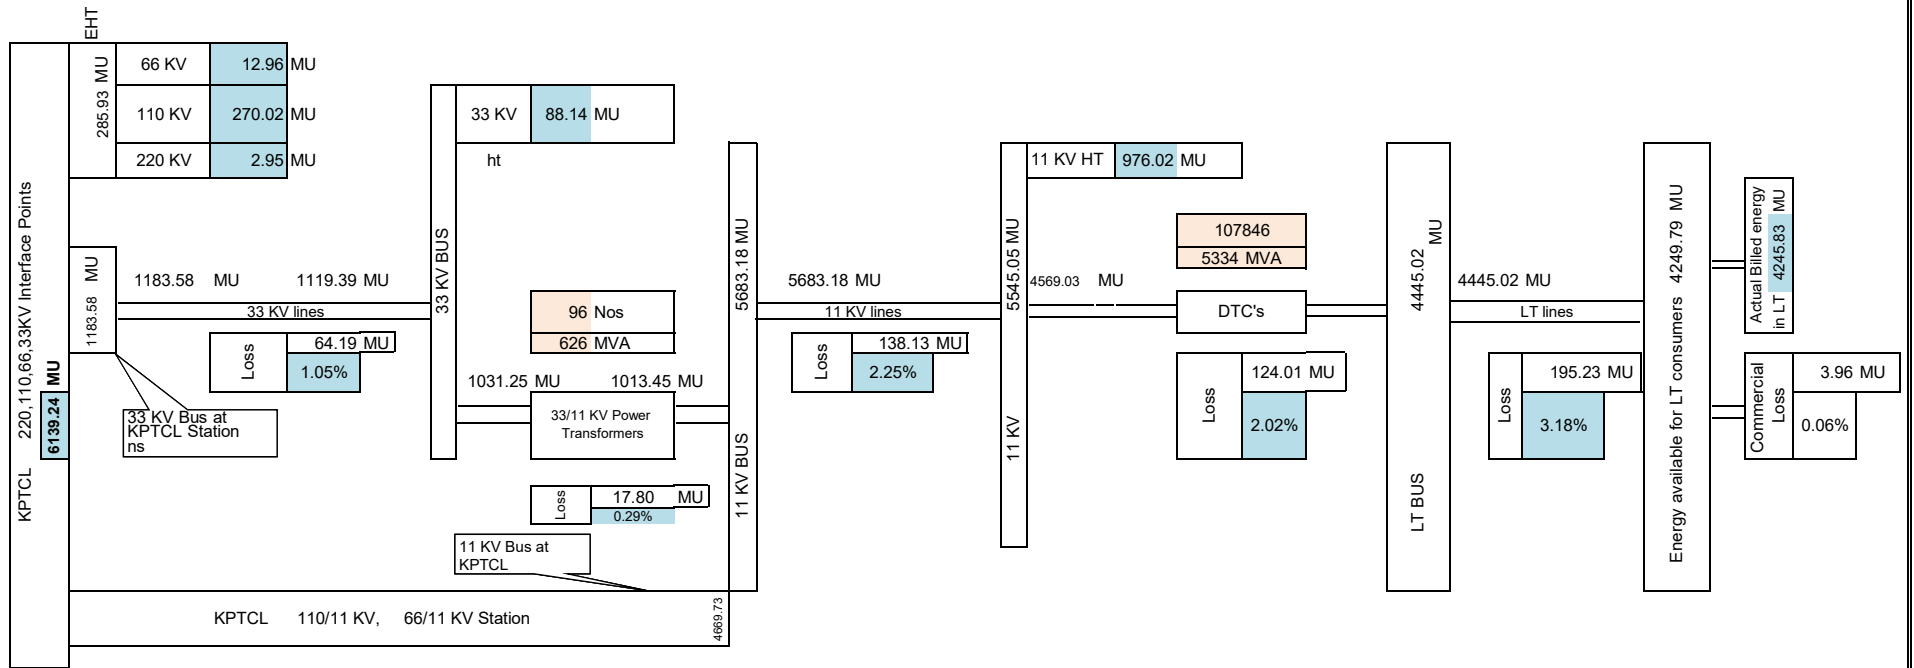 KPTCL 220,110,66,33KV Interface Points
6139.24 MU
EHT
285.93 MU
66 KV 12.96 MU
110 KV 270.02 MU
220 KV 2.95 MU
1183.58 MU
1183.58 MU 1119.39 MU
33 KV lines
Loss
64.19 MU
1.05%
33 KV Bus at
KPTCL Station
ns
33 KV BUS
33 KV 88.14 MU
ht
96 Nos
626 MVA
1031.25 MU 1013.45 MU
33/11 KV Power
Transformers
Loss
17.80 MU
0.29%
11 KV Bus at
KPTCL
KPTCL 110/11 KV, 66/11 KV Station
4669.73
11 KV BUS 5683.18 MU
5683.18 MU
11 KV lines
Loss
138.13 MU
2.25%
11 KV 5545.05 MU
11 KV HT 976.02 MU
4569.03 MU
107846
5334 MVA
DTC's
Loss
124.01 MU
2.02%
LT BUS 4445.02 MU
4445.02 MU
LT lines
Loss
195.23 MU
3.18%
Energy available for LT consumers 4249.79 MU
Actual Billed energy
in LT 4245.83 MU
Commercial
Loss
3.96 MU
0.06%